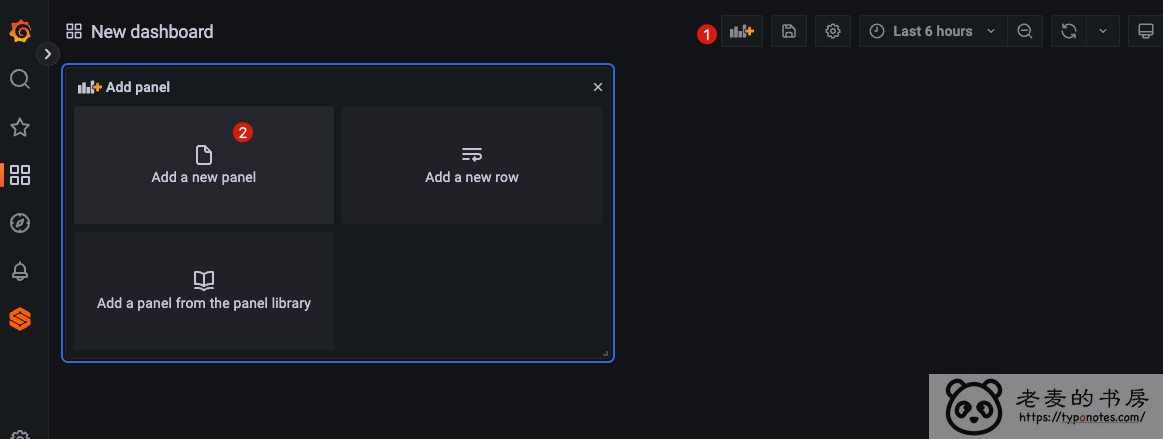 New dashboard
1
Last 6 hours
Add panel
2
Add a new panel
Add a new row
Add a panel from the panel library
老麦的书房
https://typonotes.com/